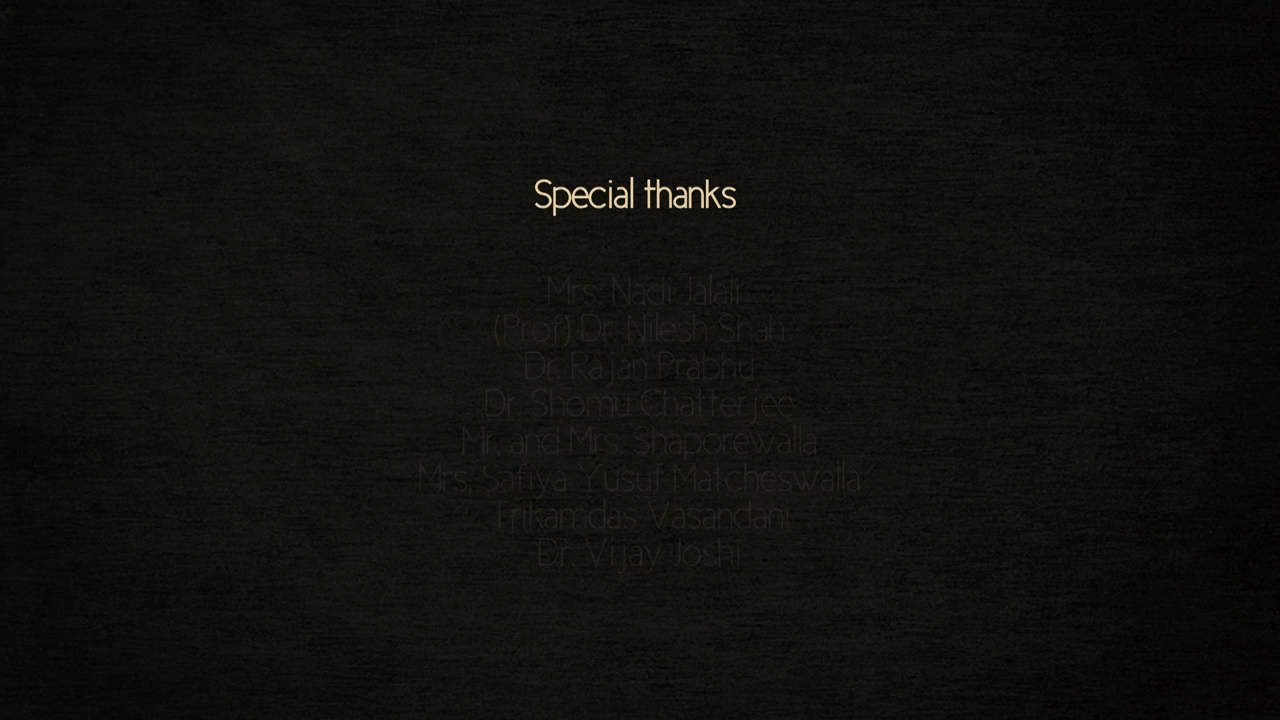 Special thanks
Mrs. Nadi Jalali
(Prof) Dr. Nilesh Shah
Dr. Rajan Prabhu
Dr. Shomu Chatterjee
Mr. and Mrs. Shaporewalla
Mrs. Safiya Yusuf Matcheswalla
Trikamdas Vasandani
Dr. Vijay Joshi